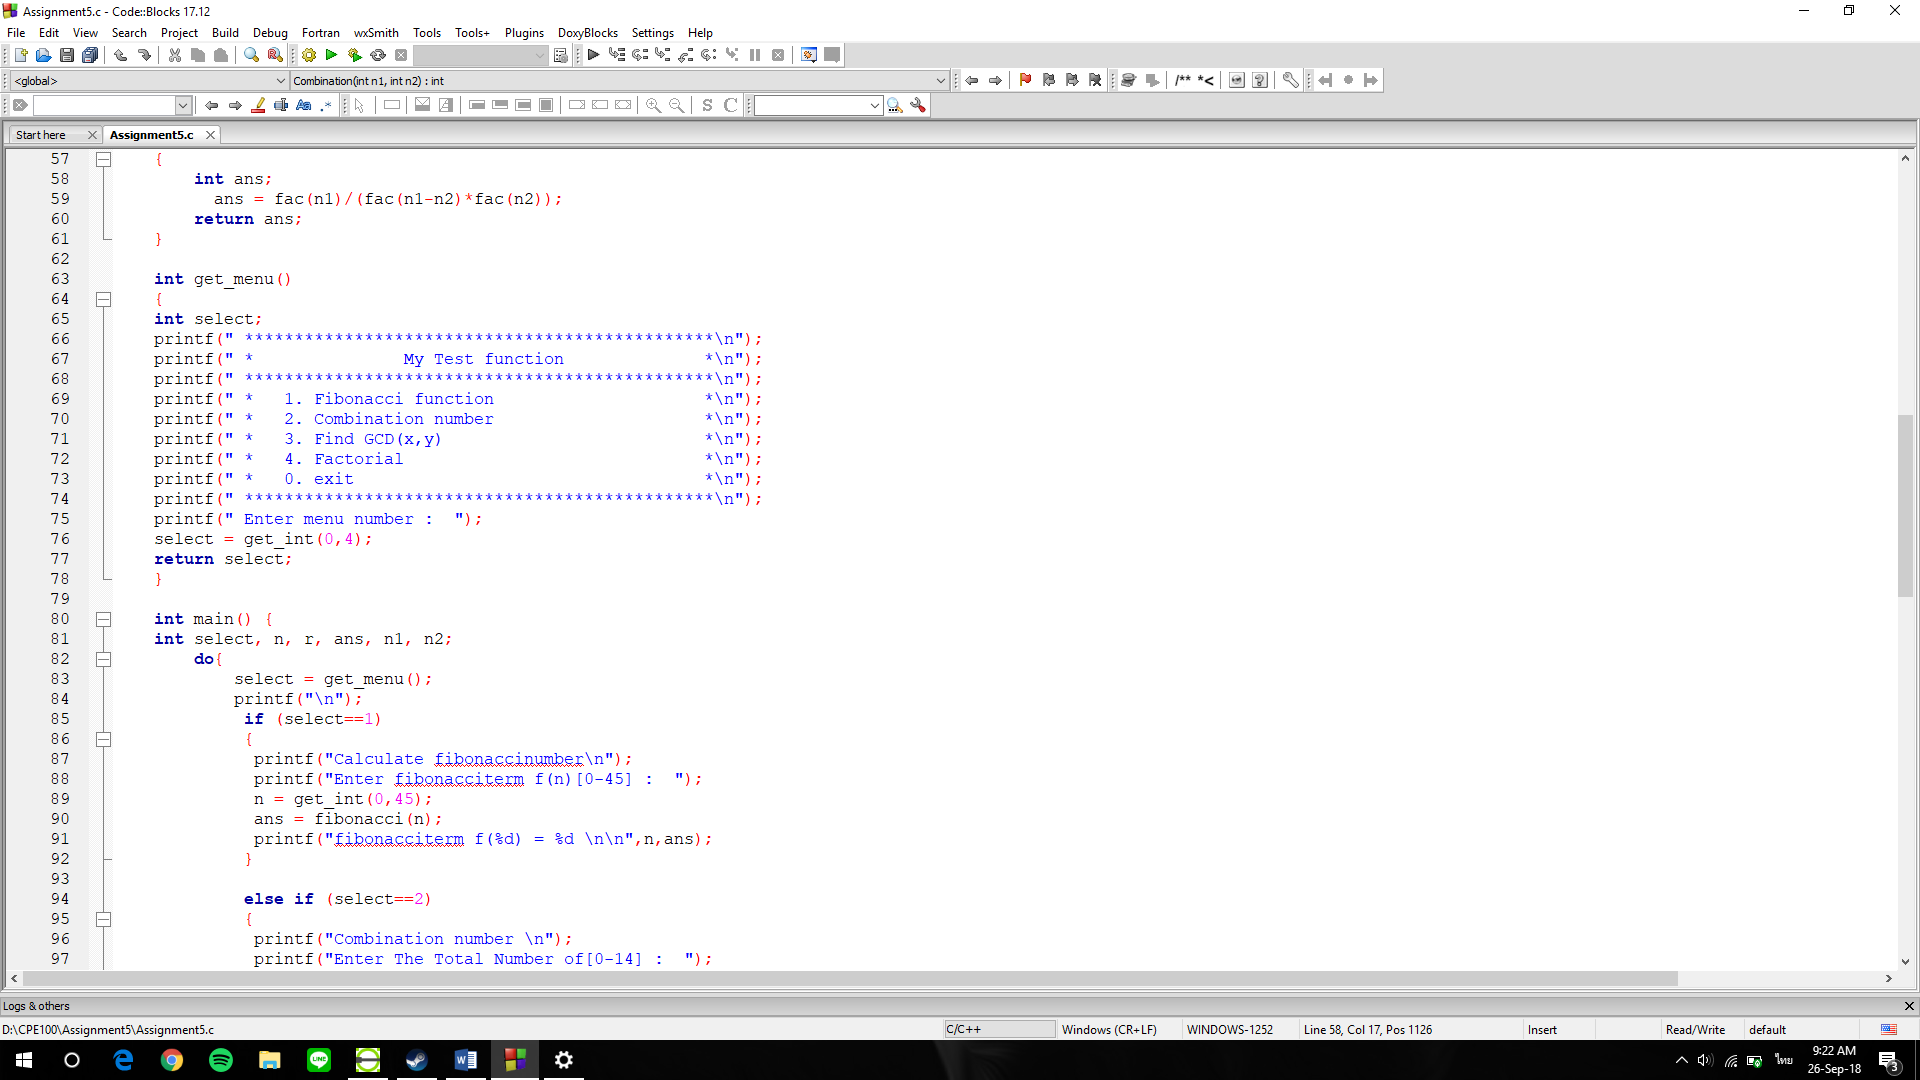 Assignment5.c - Code::Blocks 17.12
File Edit View Search Project Build Debug Fortran wxSmith Tools Tools+ Plugins DoxyBlocks Settings Help
<global> Combination(int n1, int n2) : int
/** *<
Aa .* S C
Start here Assignment5.c
57 {
58 int ans;
59 ans = fac(n1)/(fac(n1-n2)*fac(n2));
60 return ans;
61 }
62
63 int get_menu()
64 {
65 int select;
66 printf(" ***********************************************\n");
67 printf(" *               My Test function              *\n");
68 printf(" ***********************************************\n");
69 printf(" *   1. Fibonacci function                     *\n");
70 printf(" *   2. Combination number                     *\n");
71 printf(" *   3. Find GCD(x,y)                          *\n");
72 printf(" *   4. Factorial                              *\n");
73 printf(" *   0. exit                                   *\n");
74 printf(" ***********************************************\n");
75 printf(" Enter menu number :  ");
76 select = get_int(0,4);
77 return select;
78 }
79
80 int main() {
81 int select, n, r, ans, n1, n2;
82 do{
83 select = get_menu();
84 printf("\n");
85 if (select==1)
86 {
87 printf("Calculate fibonaccinumber\n");
88 printf("Enter fibonacciterm f(n)[0-45] :  ");
89 n = get_int(0,45);
90 ans = fibonacci(n);
91 printf("fibonacciterm f(%d) = %d \n\n",n,ans);
92 }
93
94 else if (select==2)
95 {
96 printf("Combination number \n");
97 printf("Enter The Total Number of[0-14] :  ");
Logs & others
D:\CPE100\Assignment5\Assignment5.c C/C++ Windows (CR+LF) WINDOWS-1252 Line 58, Col 17, Pos 1126 Insert Read/Write default
ไทย 9:22 AM
26-Sep-18 3